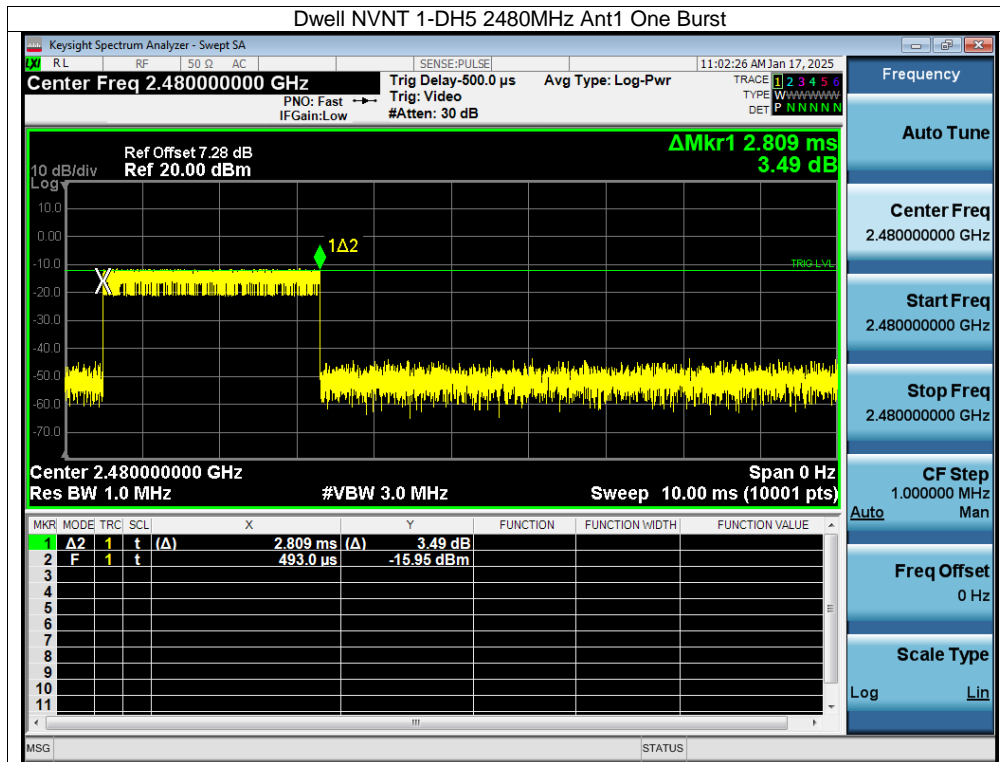 Dwell NVNT 1-DH5 2480MHz Ant1 One Burst
Keysight Spectrum Analyzer - Swept SA
LXI RL RF 50 Ω AC SENSE:PULSE 11:02:26 AM Jan 17, 2025
Center Freq 2.480000000 GHz Trig Delay-500.0 µs Avg Type: Log-Pwr TRACE 1 2 3 4 5 6
PNO: Fast Trig: Video TYPE WWWWWW
IFGain:Low #Atten: 30 dB DET P N N N N N
ΔMkr1 2.809 ms
3.49 dB
Ref Offset 7.28 dB
10 dB/div Ref 20.00 dBm
Log
10.0
0.00
1Δ2
-10.0
TRIG LVL
-20.0
-30.0
-40.0
-50.0
-60.0
-70.0
Center 2.480000000 GHz Span 0 Hz
Res BW 1.0 MHz #VBW 3.0 MHz Sweep 10.00 ms (10001 pts)
MKR MODE TRC SCL X Y FUNCTION FUNCTION WIDTH FUNCTION VALUE
1 Δ2 1 t (Δ) 2.809 ms (Δ) 3.49 dB
2 F 1 t 493.0 µs -15.95 dBm
3
4
5
6
7
8
9
10
11
MSG STATUS
Frequency
Auto Tune
Center Freq
2.480000000 GHz
Start Freq
2.480000000 GHz
Stop Freq
2.480000000 GHz
CF Step
1.000000 MHz
Auto Man
Freq Offset
0 Hz
Scale Type
Log Lin